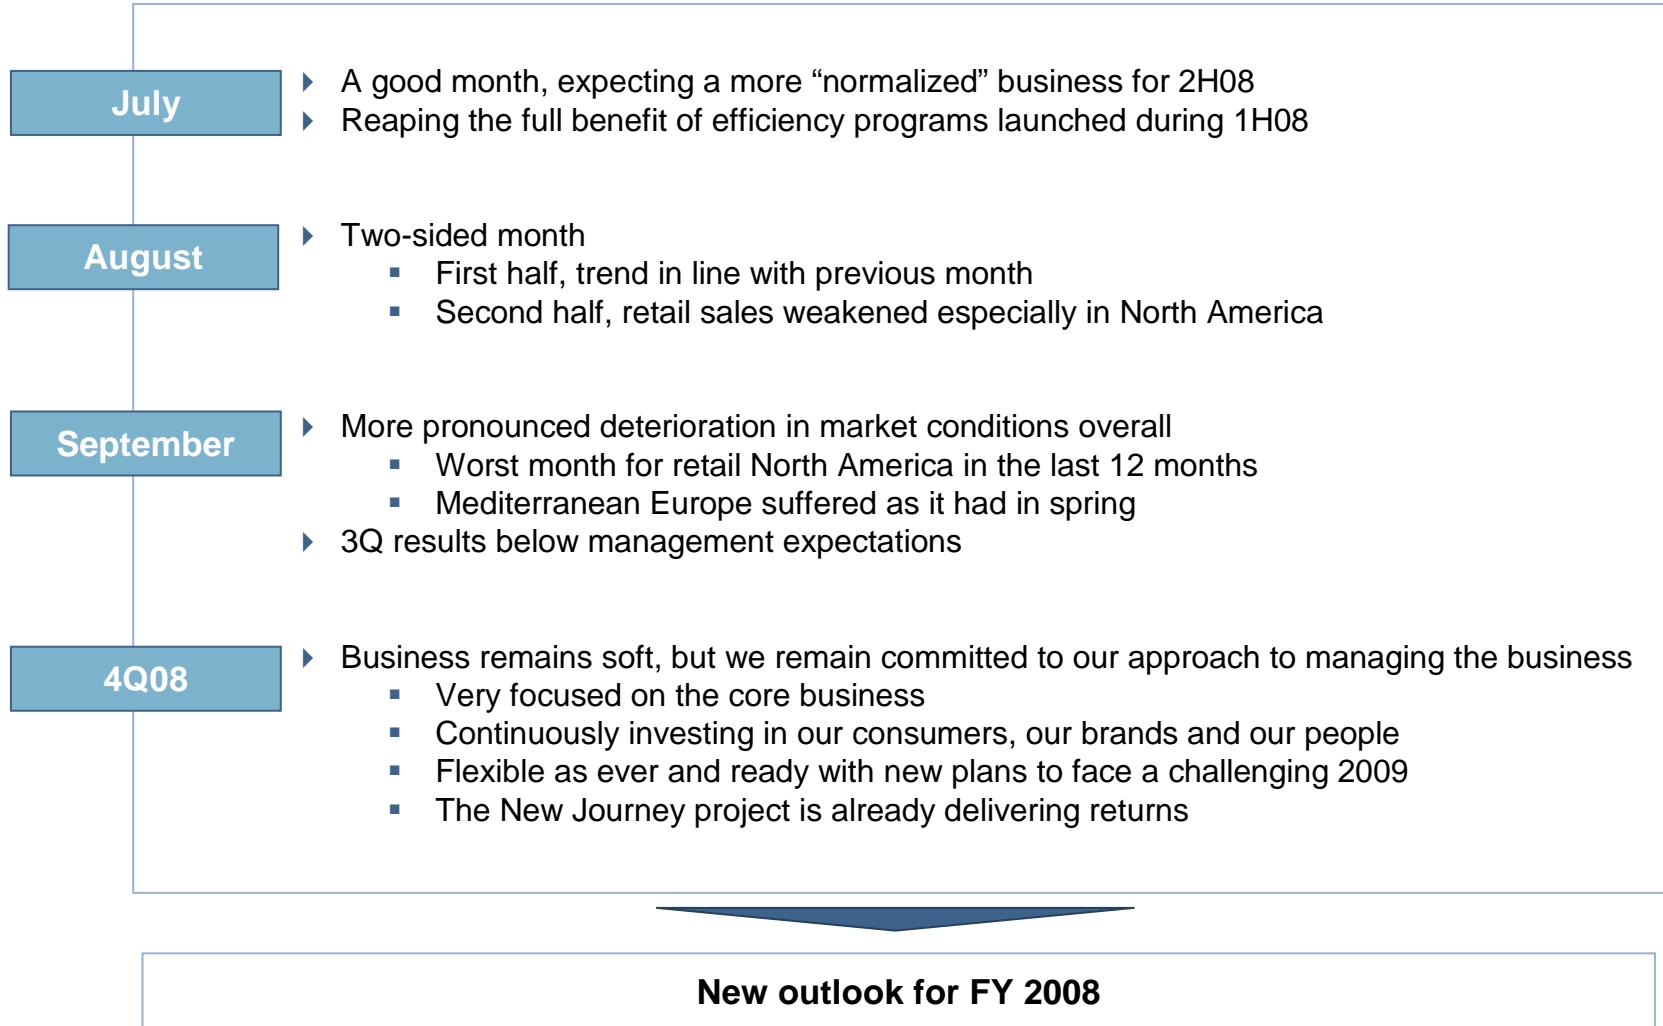 July
A good month, expecting a more “normalized” business for 2H08
Reaping the full benefit of efficiency programs launched during 1H08
August
Two-sided month
First half, trend in line with previous month
Second half, retail sales weakened especially in North America
September
More pronounced deterioration in market conditions overall
Worst month for retail North America in the last 12 months
Mediterranean Europe suffered as it had in spring
3Q results below management expectations
4Q08
Business remains soft, but we remain committed to our approach to managing the business
Very focused on the core business
Continuously investing in our consumers, our brands and our people
Flexible as ever and ready with new plans to face a challenging 2009
The New Journey project is already delivering returns
New outlook for FY 2008